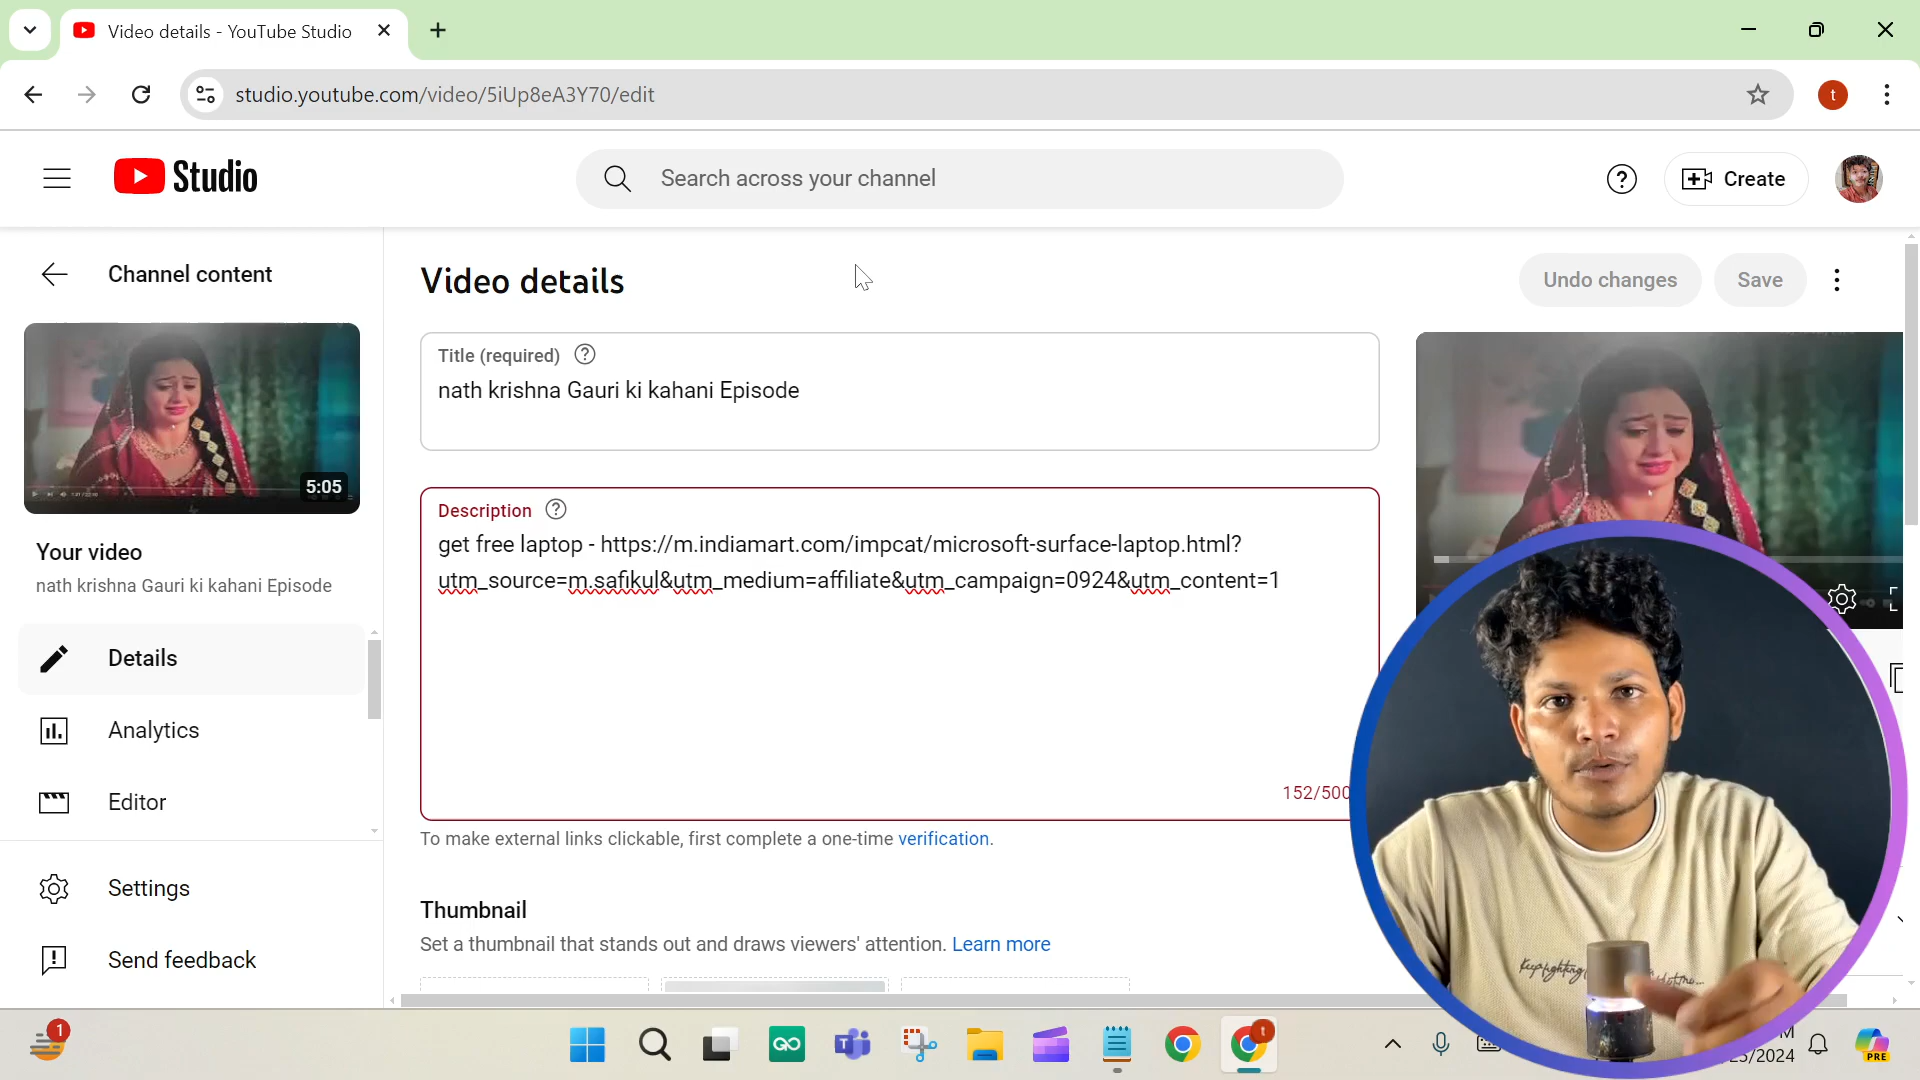 Video details - YouTube Studio
studio.youtube.com/video/5iUp8eA3Y70/edit
t
Studio
Search across your channel
Create
Channel content
Video details
Undo changes
Save
Title (required)
nath krishna Gauri ki kahani Episode
5:05
Description
get free laptop - https://m.indiamart.com/impcat/microsoft-surface-laptop.html?
utm_source=m.safikul&utm_medium=affiliate&utm_campaign=0924&utm_content=1
Your video
nath krishna Gauri ki kahani Episode
Details
Analytics
Editor
152/500
To make external links clickable, first complete a one-time verification.
Settings
Thumbnail
Set a thumbnail that stands out and draws viewers' attention. Learn more
Send feedback
1
t
M
25/2024
PRE